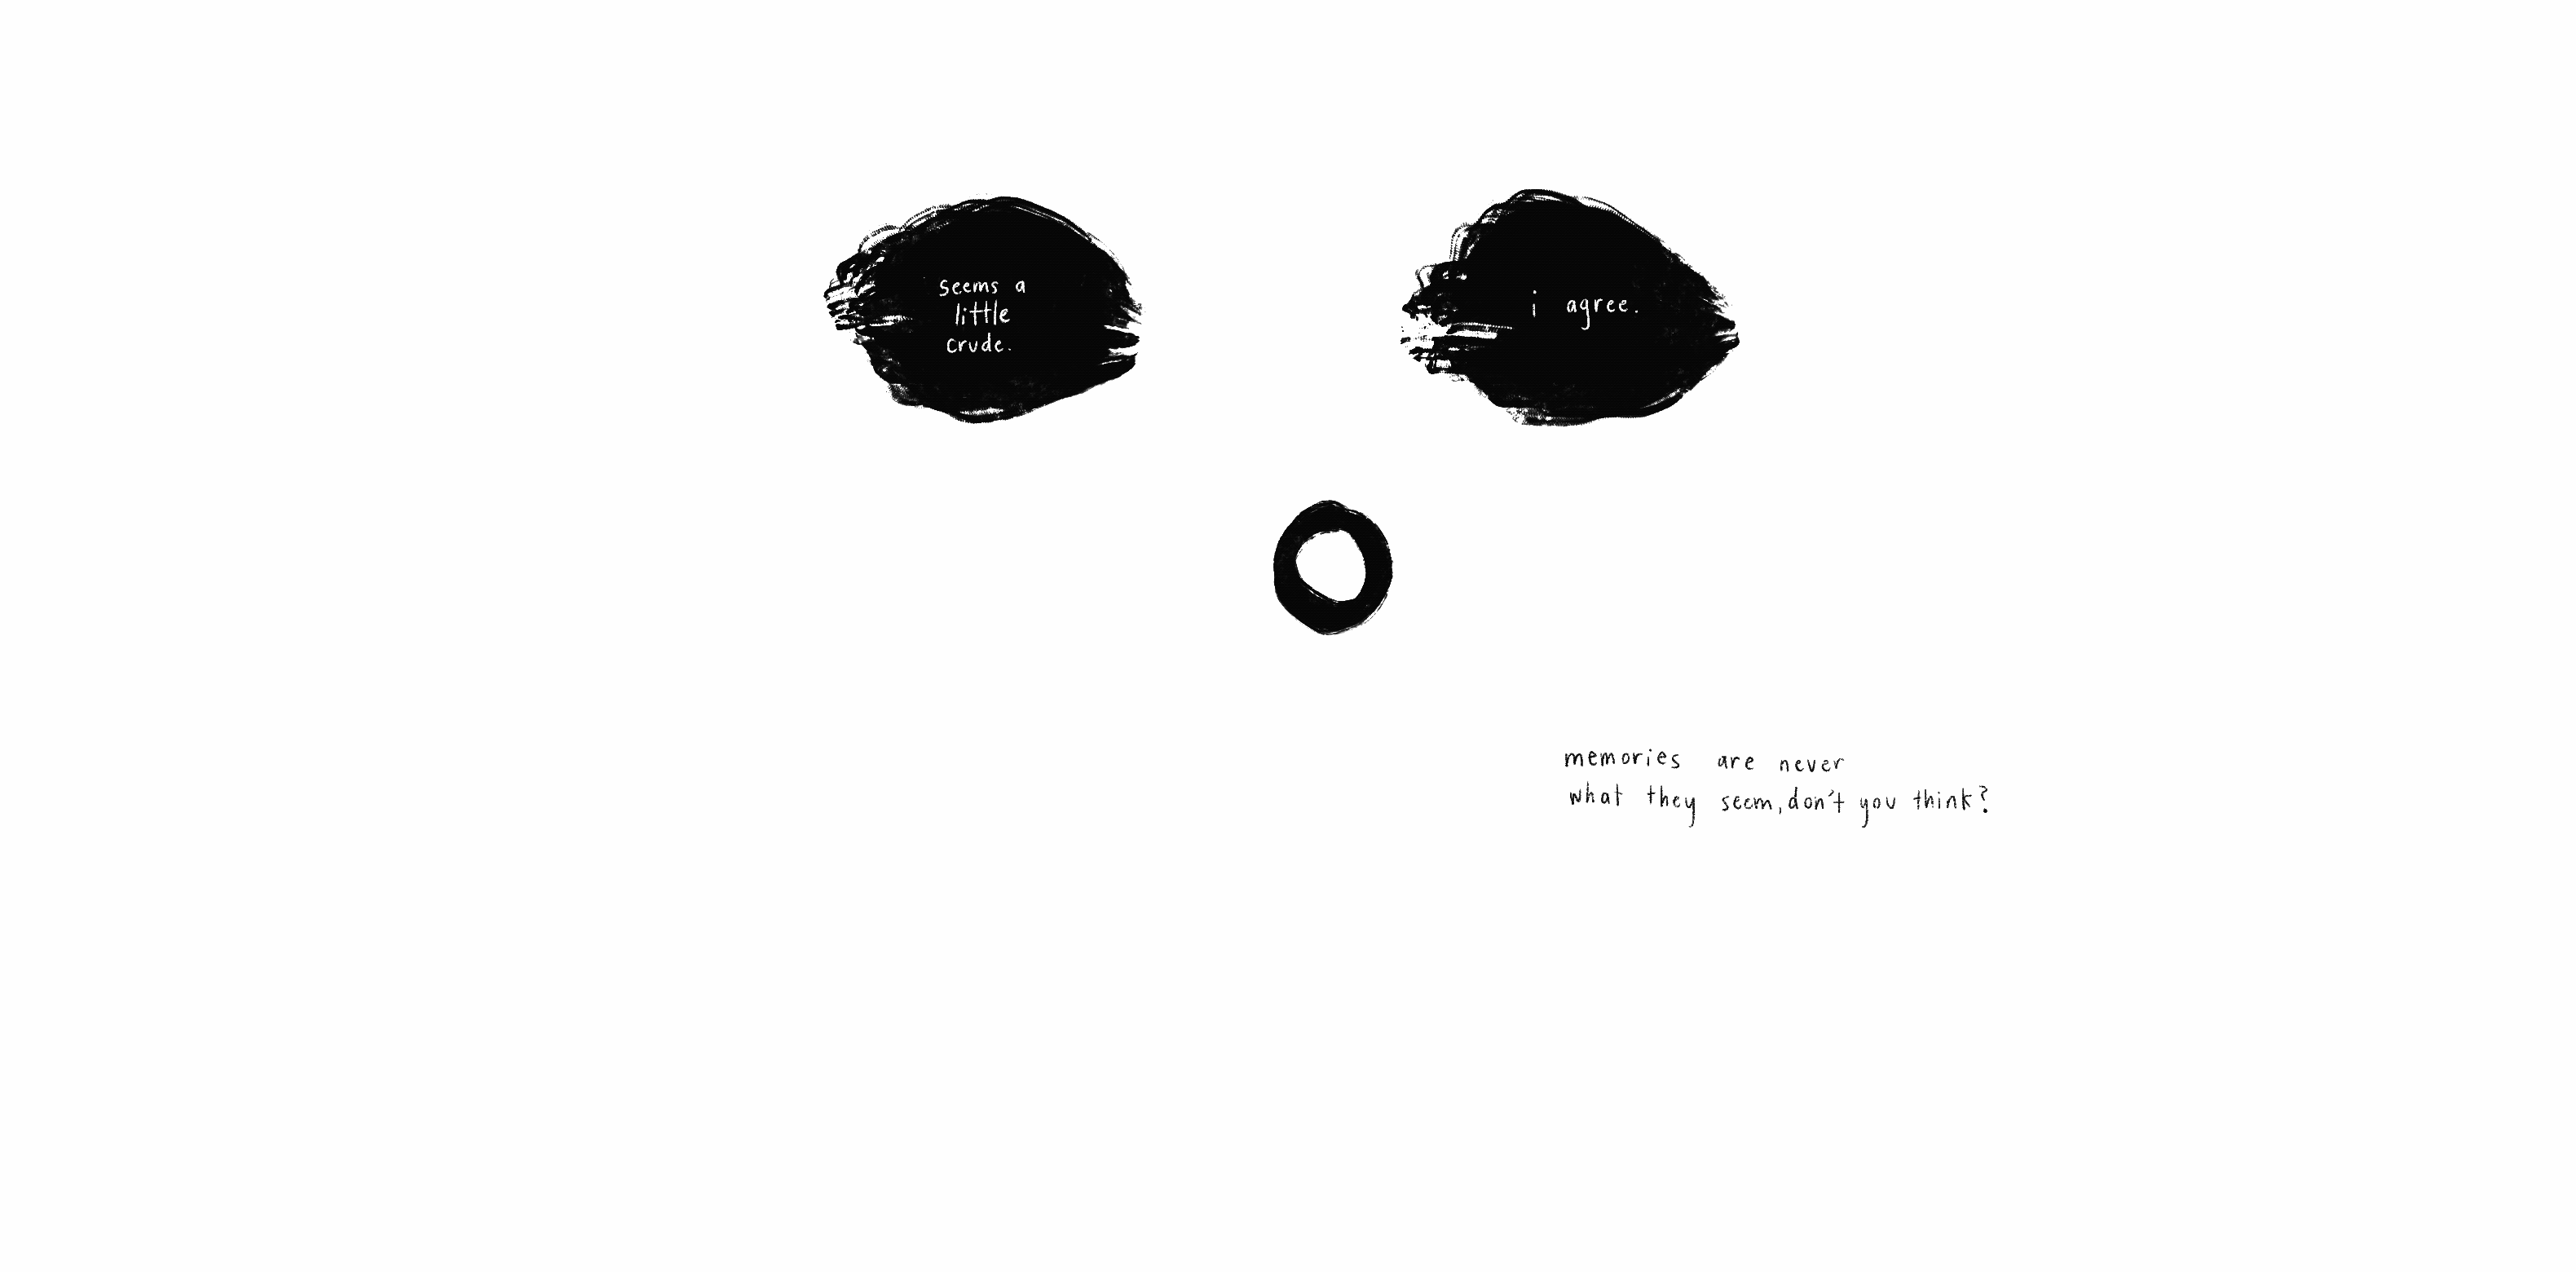 seems a
little
crude.
i agree.
memories are never
what they seem, don't you think?